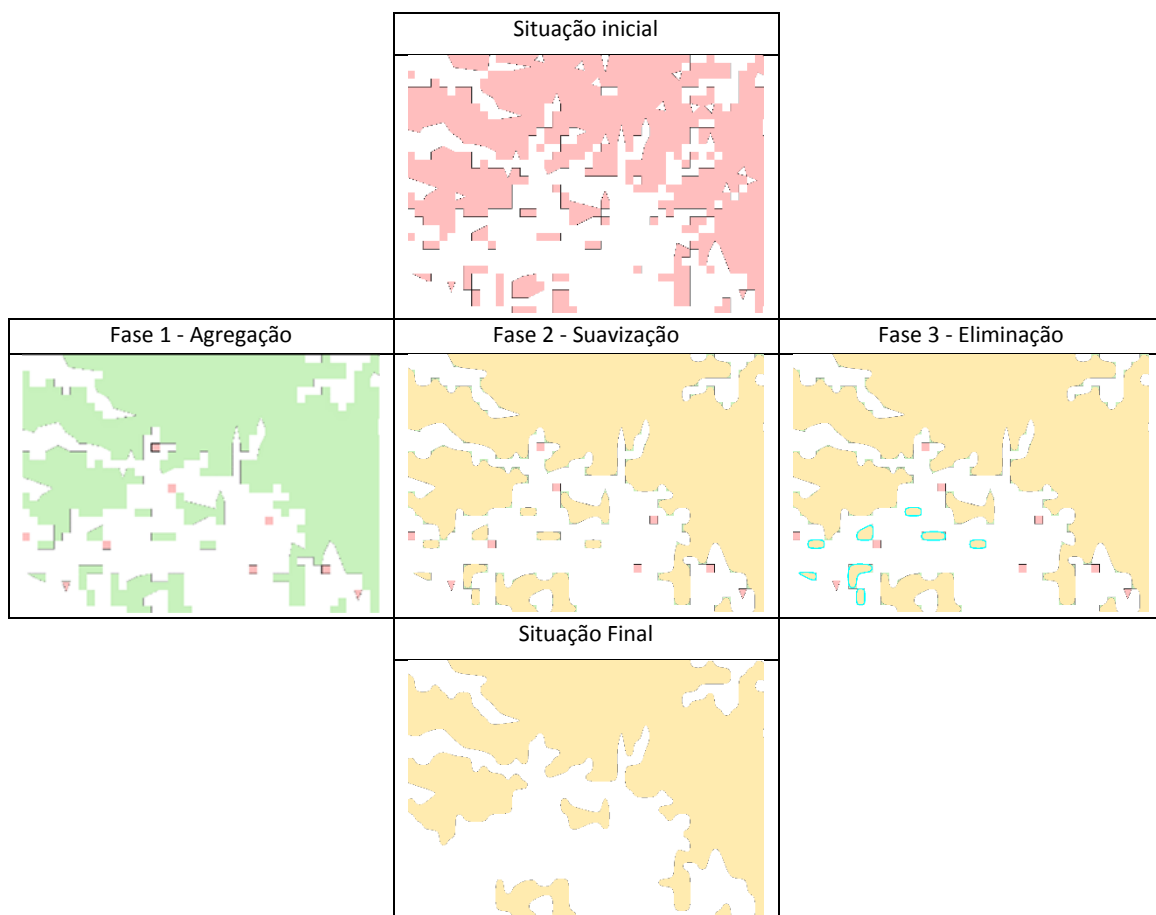 Situação inicial
Fase 1 - Agregação
Fase 2 - Suavização
Fase 3 - Eliminação
Situação Final